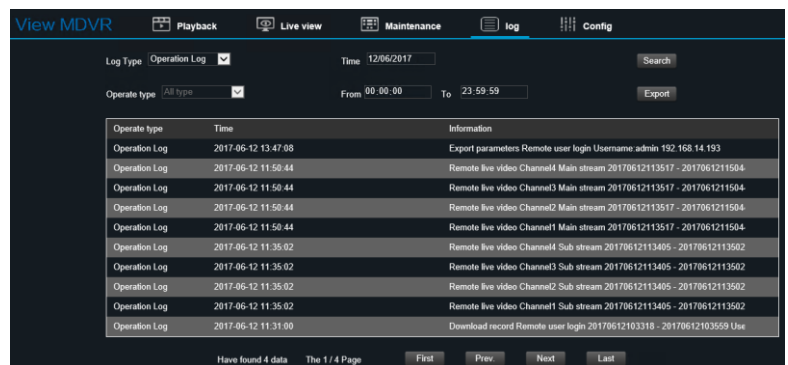 View MDVR Playback Live view Maintenance log Config
Log Type Operation Log Time 12/06/2017 Search
Operate type All type From 00:00:00 To 23:59:59 Export
Operate type Time Information
Operation Log 2017-06-12 13:47:08 Export parameters Remote user login Username:admin 192.168.14.193
Operation Log 2017-06-12 11:50:44 Remote live video Channel4 Main stream 20170612113517 - 2017061211504
Operation Log 2017-06-12 11:50:44 Remote live video Channel3 Main stream 20170612113517 - 2017061211504
Operation Log 2017-06-12 11:50:44 Remote live video Channel2 Main stream 20170612113517 - 2017061211504
Operation Log 2017-06-12 11:50:44 Remote live video Channel1 Main stream 20170612113517 - 2017061211504
Operation Log 2017-06-12 11:35:02 Remote live video Channel4 Sub stream 20170612113405 - 20170612113502
Operation Log 2017-06-12 11:35:02 Remote live video Channel3 Sub stream 20170612113405 - 20170612113502
Operation Log 2017-06-12 11:35:02 Remote live video Channel2 Sub stream 20170612113405 - 20170612113502
Operation Log 2017-06-12 11:35:02 Remote live video Channel1 Sub stream 20170612113405 - 20170612113502
Operation Log 2017-06-12 11:31:00 Download record Remote user login 20170612103318 - 20170612103559 Use
Have found 4 data The 1 / 4 Page First Prev. Next Last